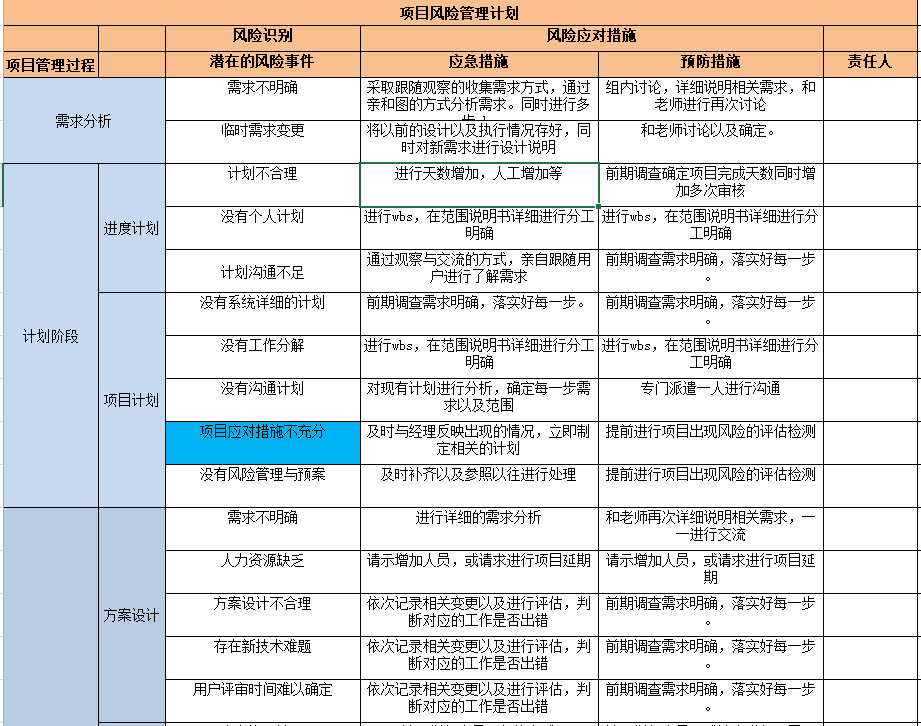 项目风险管理计划
风险识别 风险应对措施
项目管理过程 潜在的风险事件 应急措施 预防措施 责任人
需求分析
需求不明确
采取跟随观察的收集需求方式，通过
亲和图的方式分析需求。同时进行多
组内讨论，详细说明相关需求，和
老师进行再次讨论
临时需求变更
将以前的设计以及执行情况存好，同
时对新需求进行设计说明
和老师讨论以及确定。
计划阶段
进度计划
计划不合理
进行天数增加，人工增加等
前期调查确定项目完成天数同时增
加多次审核
没有个人计划
进行wbs，在范围说明书详细进行分工
明确
进行wbs，在范围说明书详细进行分
工明确
计划沟通不足
通过观察与交流的方式，亲自跟随用
户进行了解需求
前期调查需求明确，落实好每一步
。
项目计划
没有系统详细的计划
前期调查需求明确，落实好每一步。
前期调查需求明确，落实好每一步
。
没有工作分解
进行wbs，在范围说明书详细进行分工
明确
进行wbs，在范围说明书详细进行分
工明确
没有沟通计划
对现有计划进行分析，确定每一步需
求以及范围
专门派遣一人进行沟通
项目应对措施不充分
及时与经理反映出现的情况，立即制
定相关的计划
提前进行项目出现风险的评估检测
没有风险管理与预案
及时补齐以及参照以往进行处理
提前进行项目出现风险的评估检测
方案设计
需求不明确
进行详细的需求分析
和老师再次详细说明相关需求，一
一进行交流
人力资源缺乏
请示增加人员，或请求进行项目延期
请示增加人员，或请求进行项目延
期
方案设计不合理
依次记录相关变更以及进行评估，判
断对应的工作是否出错
前期调查需求明确，落实好每一步
。
存在新技术难题
依次记录相关变更以及进行评估，判
断对应的工作是否出错
前期调查需求明确，落实好每一步
。
用户评审时间难以确定
依次记录相关变更以及进行评估，判
断对应的工作是否出错
前期调查需求明确，落实好每一步
。